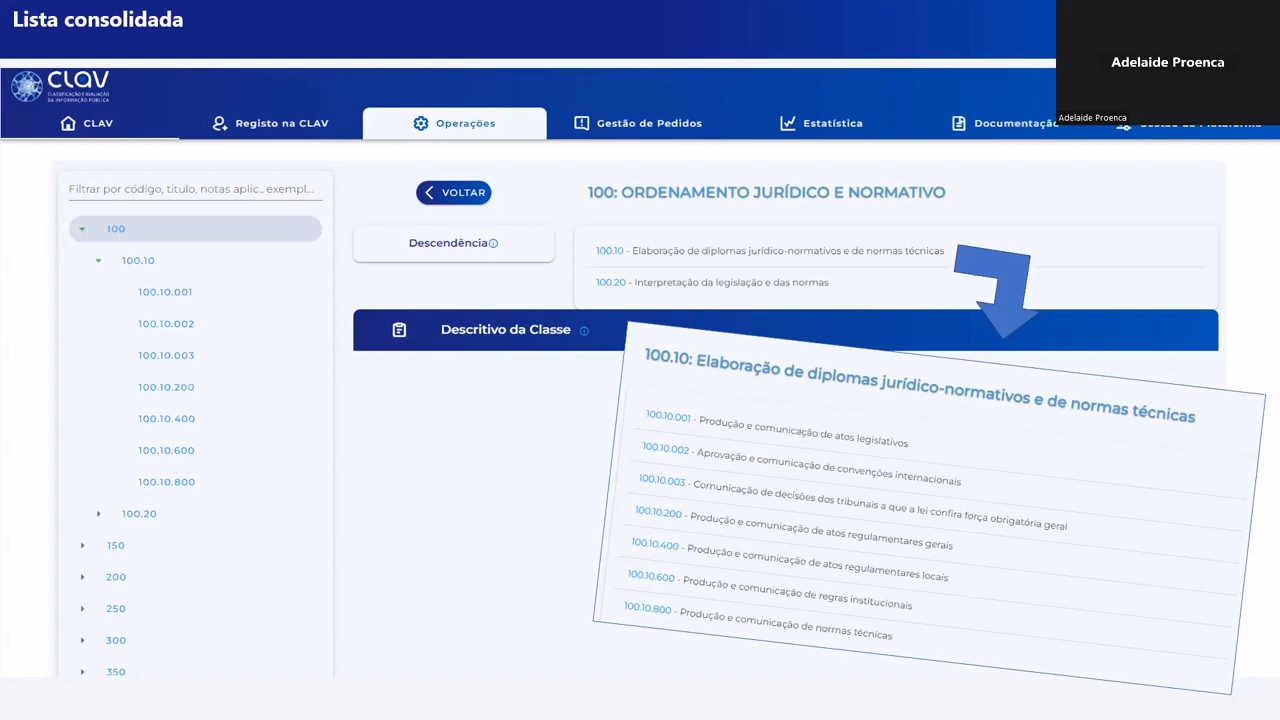 Lista consolidada
Adelaide Proenca
Adelaide Proenca
CLAV
CLASSIFICAÇÃO E AVALIAÇÃO
DA INFORMAÇÃO PÚBLICA
CLAV
Registo na CLAV
Operações
Gestão de Pedidos
Estatística
Documentação
Gestão da Plataforma
Filtrar por código, título, notas aplic., exempl...
100
100.10
100.10.001
100.10.002
100.10.003
100.10.200
100.10.400
100.10.600
100.10.800
100.20
150
200
250
300
350
VOLTAR
100: ORDENAMENTO JURÍDICO E NORMATIVO
Descendência
100.10 - Elaboração de diplomas jurídico-normativos e de normas técnicas
100.20 - Interpretação da legislação e das normas
Descritivo da Classe
100.10: Elaboração de diplomas jurídico-normativos e de normas técnicas
100.10.001 - Produção e comunicação de atos legislativos
100.10.002 - Aprovação e comunicação de convenções internacionais
100.10.003 - Comunicação de decisões dos tribunais a que a lei confira força obrigatória geral
100.10.200 - Produção e comunicação de atos regulamentares gerais
100.10.400 - Produção e comunicação de atos regulamentares locais
100.10.600 - Produção e comunicação de regras institucionais
100.10.800 - Produção e comunicação de normas técnicas